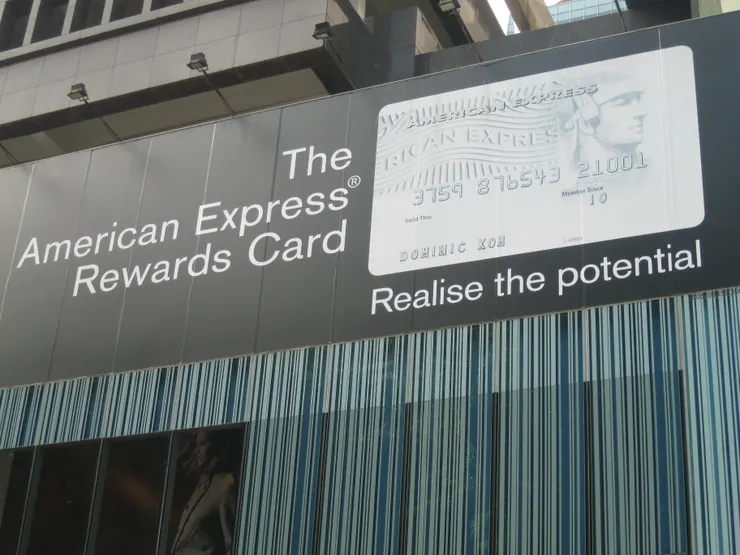 The
American Express®
Rewards Card
AMERICAN EXPRESS
RICAN EXPRES
3759 876543 21001
Member Since
10
Valid Thru
DOMINIC KOH
Realise the potential